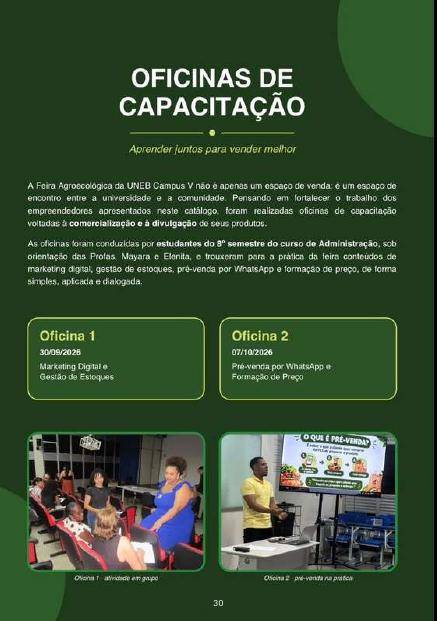 OFICINAS DE
CAPACITAÇÃO
Aprender juntos para vender melhor
A Feira Agroecológica da UNEB Campus V não é apenas um espaço de venda: é um espaço de
encontro entre a universidade e a comunidade. Pensando em fortalecer o trabalho dos
empreendedores apresentados neste catálogo, foram realizadas oficinas de capacitação
voltadas à comercialização e à divulgação de seus produtos.
As oficinas foram conduzidas por estudantes do 8º semestre do curso de Administração, sob
orientação das Profas. Mayara e Elenita, e trouxeram para a prática da feira conteúdos de
marketing digital, gestão de estoques, pré-venda por WhatsApp e formação de preço, de forma
simples, aplicada e dialogada.
Oficina 1
30/09/2026
Marketing Digital e
Gestão de Estoques
Oficina 2
07/10/2026
Pré-venda por WhatsApp e
Formação de Preço
O QUE É PRÉ-VENDA?
Oficina 1 - atividade em grupo
Oficina 2 - pré-venda na prática
30